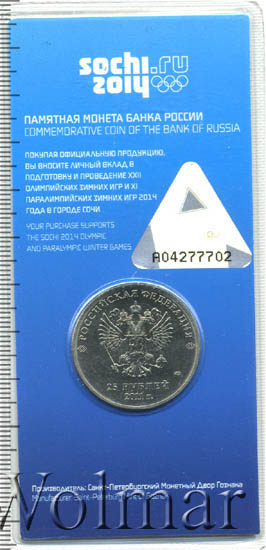 sochi.ru
2014
ПАМЯТНАЯ МОНЕТА БАНКА РОССИИ
COMMEMORATIVE COIN OF THE BANK OF RUSSIA
ПОКУПАЯ ОФИЦИАЛЬНУЮ ПРОДУКЦИЮ,
ВЫ ВНОСИТЕ ЛИЧНЫЙ ВКЛАД В
ПОДГОТОВКУ И ПРОВЕДЕНИЕ XXII
ОЛИМПИЙСКИХ ЗИМНИХ ИГР И XI
ПАРАЛИМПИЙСКИХ ЗИМНИХ ИГР 2014
ГОДА В ГОРОДЕ СОЧИ
YOUR PURCHASE SUPPORTS
THE SOCHI 2014 OLYMPIC
AND PARALYMPIC WINTER GAMES
A04277702
РОССИЙСКАЯ ФЕДЕРАЦИЯ
25 РУБЛЕЙ
2011 г.
Производитель: Санкт-Петербургский Монетный Двор Гознака
Manufacturer: Saint-Petersburg
Volmar